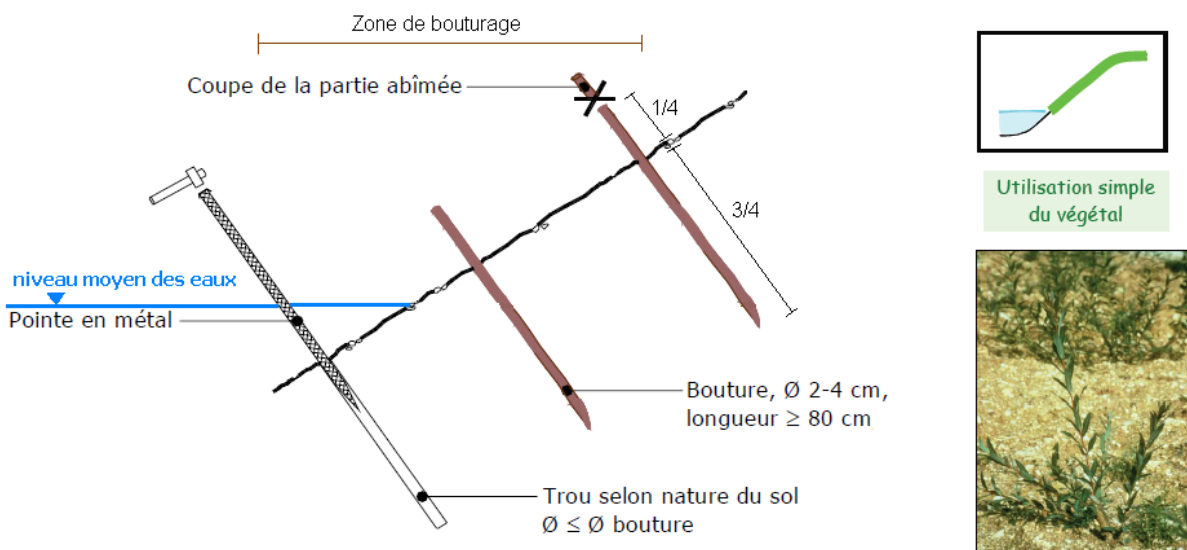 Zone de bouturage
Coupe de la partie abîmée
1/4
3/4
niveau moyen des eaux
Pointe en métal
Bouture, Ø 2-4 cm,
longueur ≥ 80 cm
Trou selon nature du sol
Ø ≤ Ø bouture
Utilisation simple
du végétal